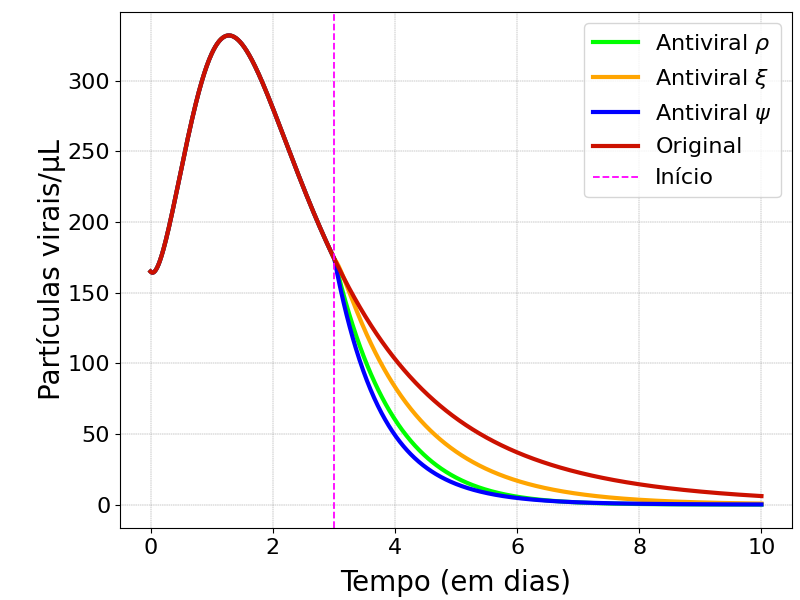 Antiviral ρ
Antiviral ξ
Antiviral ψ
Original
Início
Partículas virais/μL
300
250
200
150
100
50
0
0 2 4 6 8 10
Tempo (em dias)